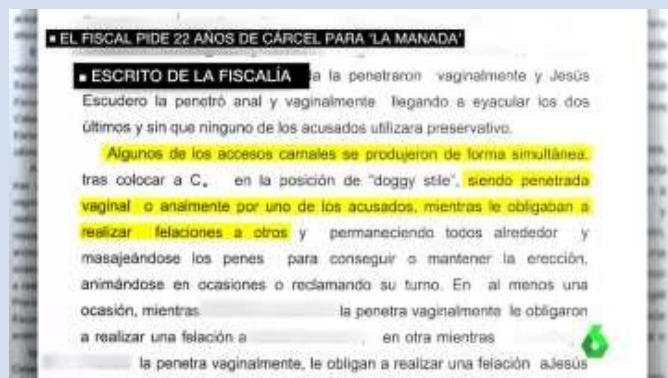 ▪ EL FISCAL PIDE 22 AÑOS DE CÁRCEL PARA 'LA MANADA'
▪ ESCRITO DE LA FISCALÍA la penetraron vaginalmente y Jesús
Escudero la penetró anal y vaginalmente llegando a eyacular los dos
últimos y sin que ninguno de los acusados utilizara preservativo.
Algunos de los accesos carnales se produjeron de forma simultánea,
tras colocar a C. en la posición de "doggy stile", siendo penetrada
vaginal o analmente por uno de los acusados, mientras le obligaban a
realizar felaciones a otros y permaneciendo todos alrededor y
masajeándose los penes para conseguir o mantener la erección,
animándose en ocasiones o reclamando su turno. En al menos una
ocasión, mientras la penetra vaginalmente le obligaron
a realizar una felación a , en otra mientras
la penetra vaginalmente, le obligan a realizar una felación aJesús